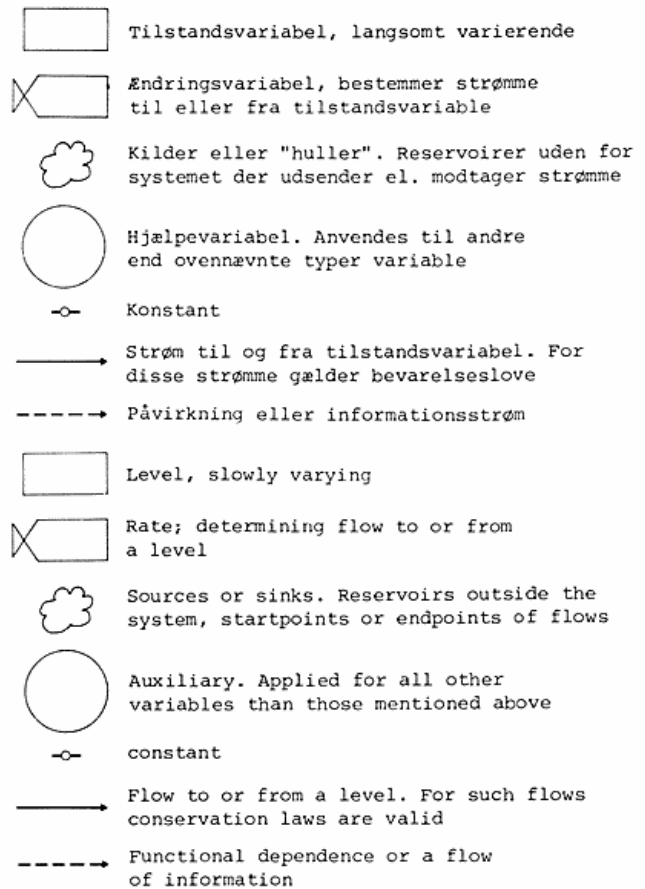 Tilstandsvariabel, langsomt varierende
Ændringsvariabel, bestemmer strømme
til eller fra tilstandsvariable
Kilder eller "huller". Reservoirer uden for
systemet der udsender el. modtager strømme
Hjælpevariabel. Anvendes til andre
end ovennævnte typer variable
Konstant
Strøm til og fra tilstandsvariabel. For
disse strømme gælder bevarelseslove
Påvirkning eller informationsstrøm
Level, slowly varying
Rate; determining flow to or from
a level
Sources or sinks. Reservoirs outside the
system, startpoints or endpoints of flows
Auxiliary. Applied for all other
variables than those mentioned above
constant
Flow to or from a level. For such flows
conservation laws are valid
Functional dependence or a flow
of information